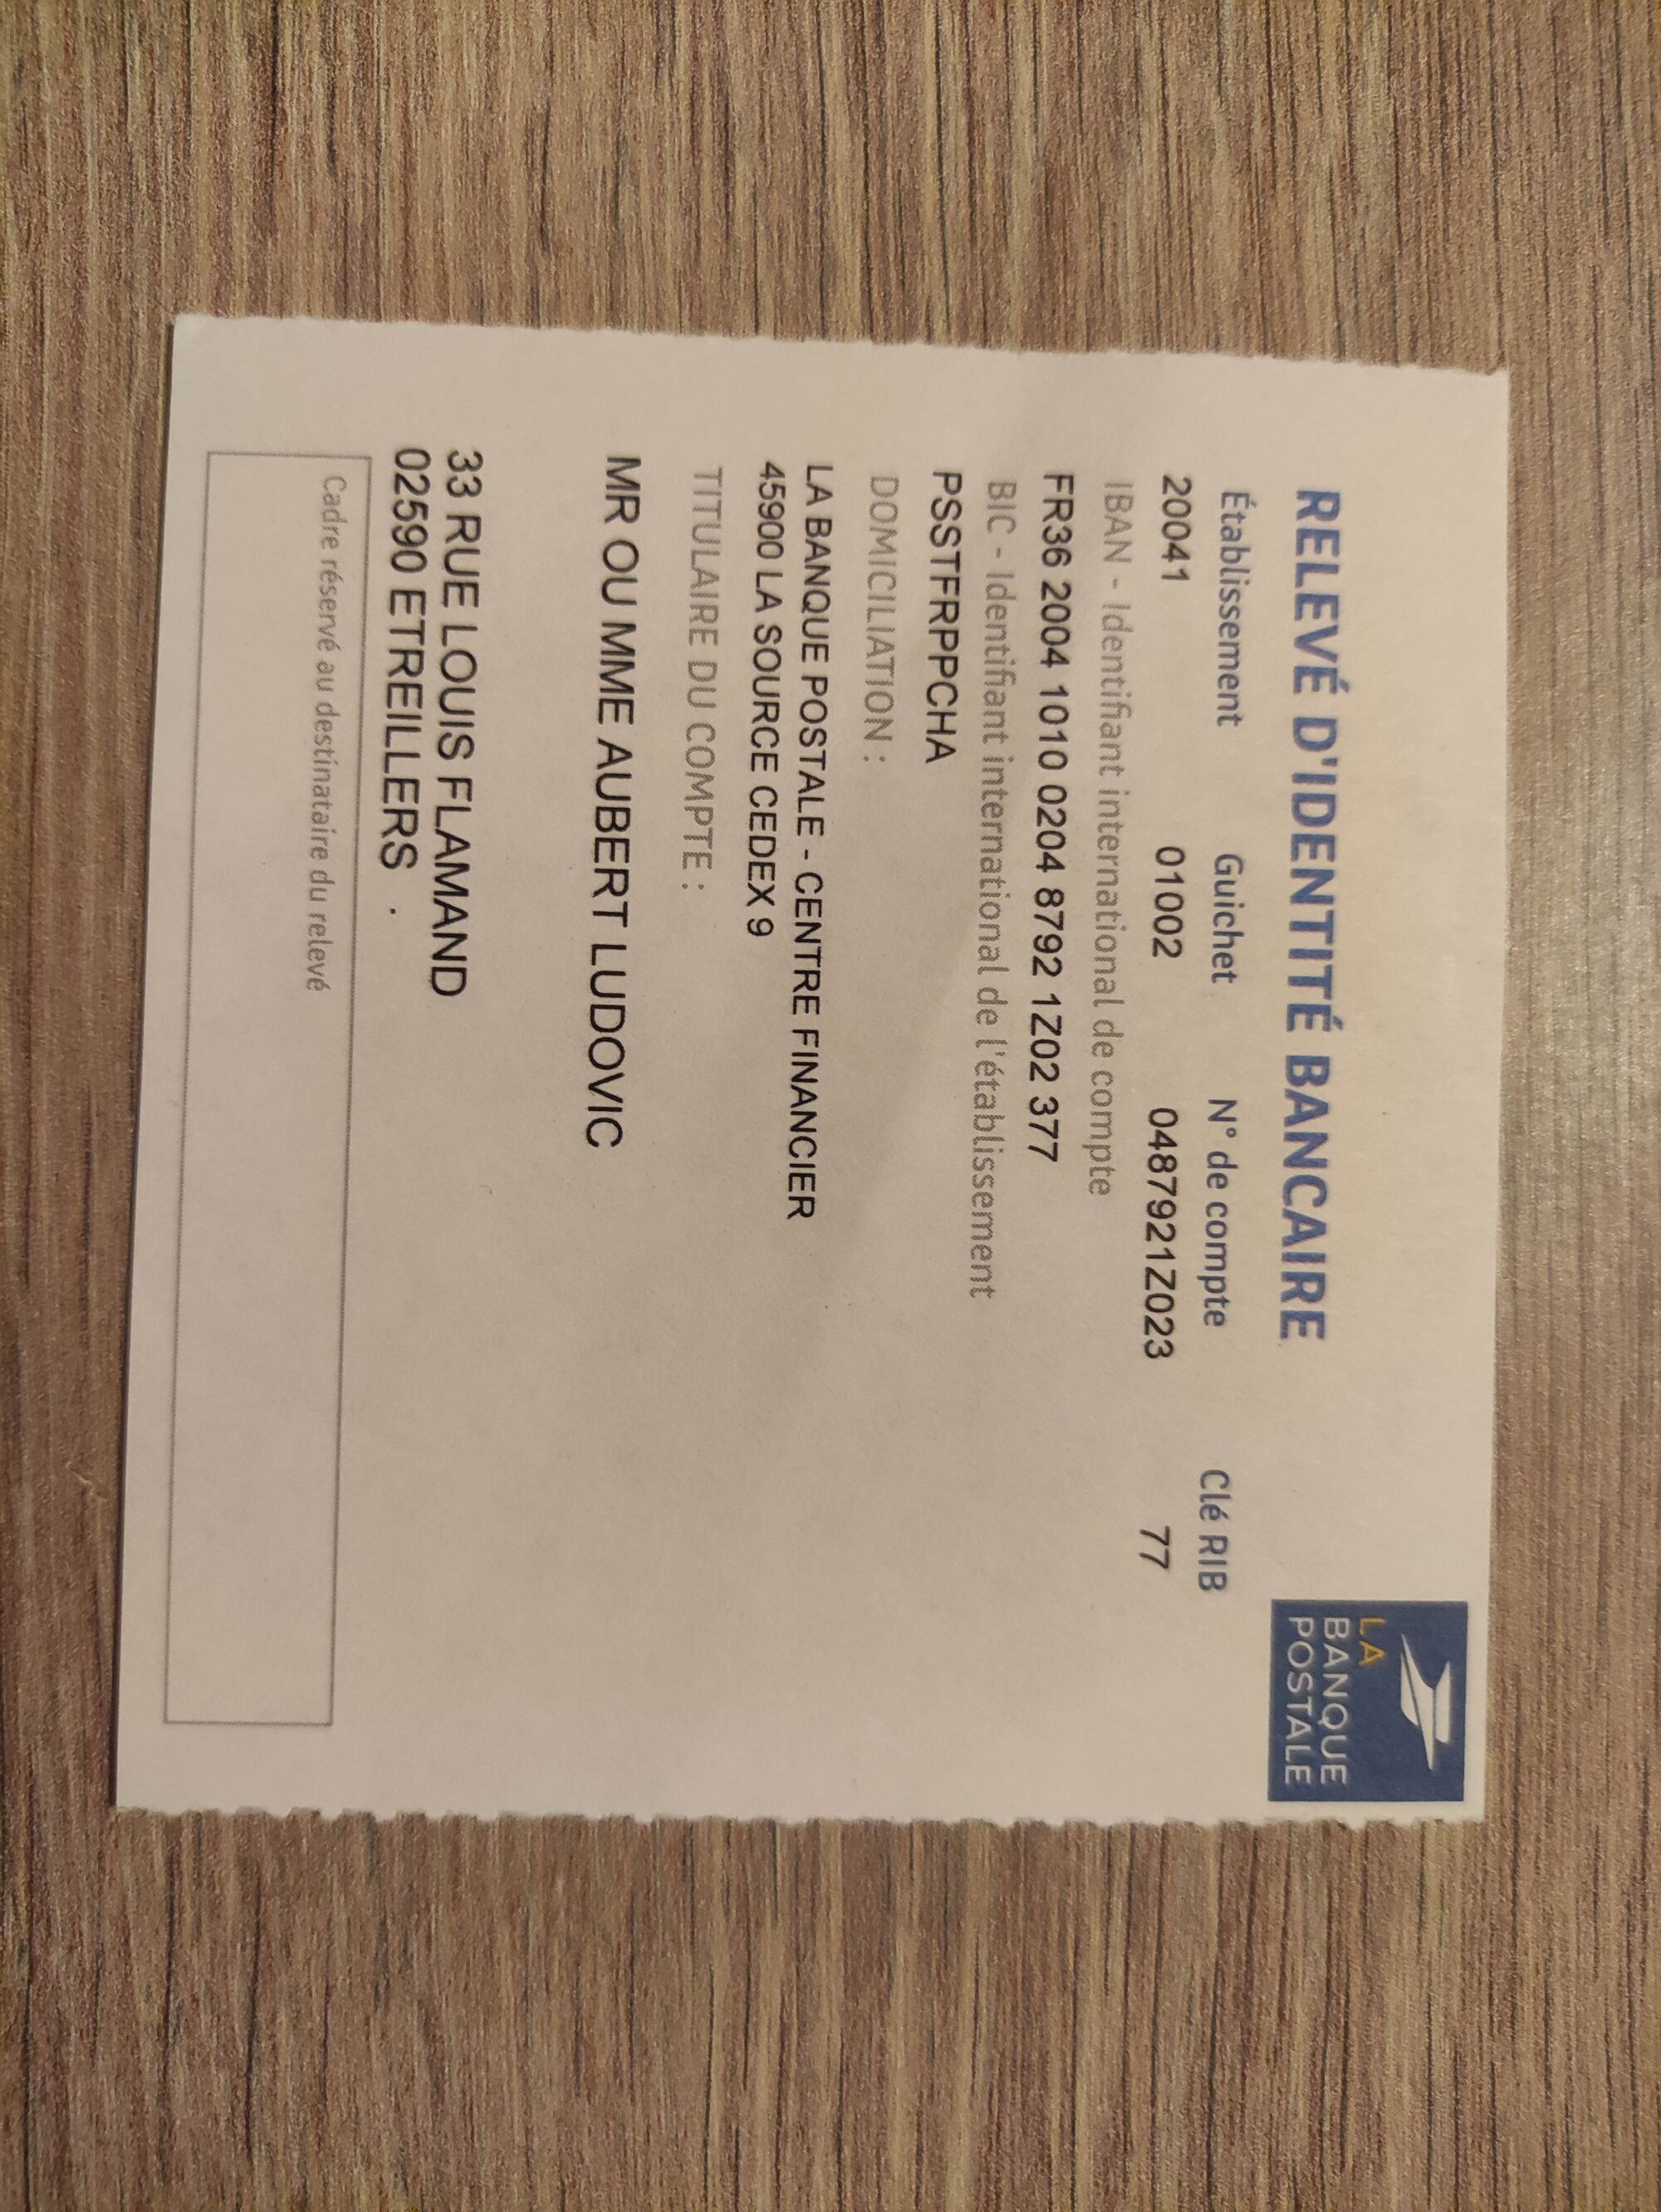 LA
BANQUE
POSTALE
RELEVÉ D'IDENTITÉ BANCAIRE
Établissement Guichet N° de compte Clé RIB
20041 01002 0487921Z023 77
IBAN - Identifiant international de compte
FR36 2004 1010 0204 8792 1Z02 377
BIC - Identifiant international de l'établissement
PSSTFRPPCHA
DOMICILIATION :
LA BANQUE POSTALE - CENTRE FINANCIER
45900 LA SOURCE CEDEX 9
TITULAIRE DU COMPTE :
MR OU MME AUBERT LUDOVIC
33 RUE LOUIS FLAMAND
02590 ETREILLERS .
Cadre réservé au destinataire du relevé